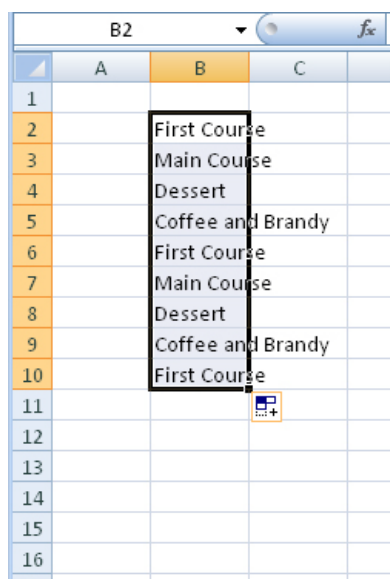 B2 fx
A B C
1
2 First Course
3 Main Course
4 Dessert
5 Coffee and Brandy
6 First Course
7 Main Course
8 Dessert
9 Coffee and Brandy
10 First Course
11
12
13
14
15
16